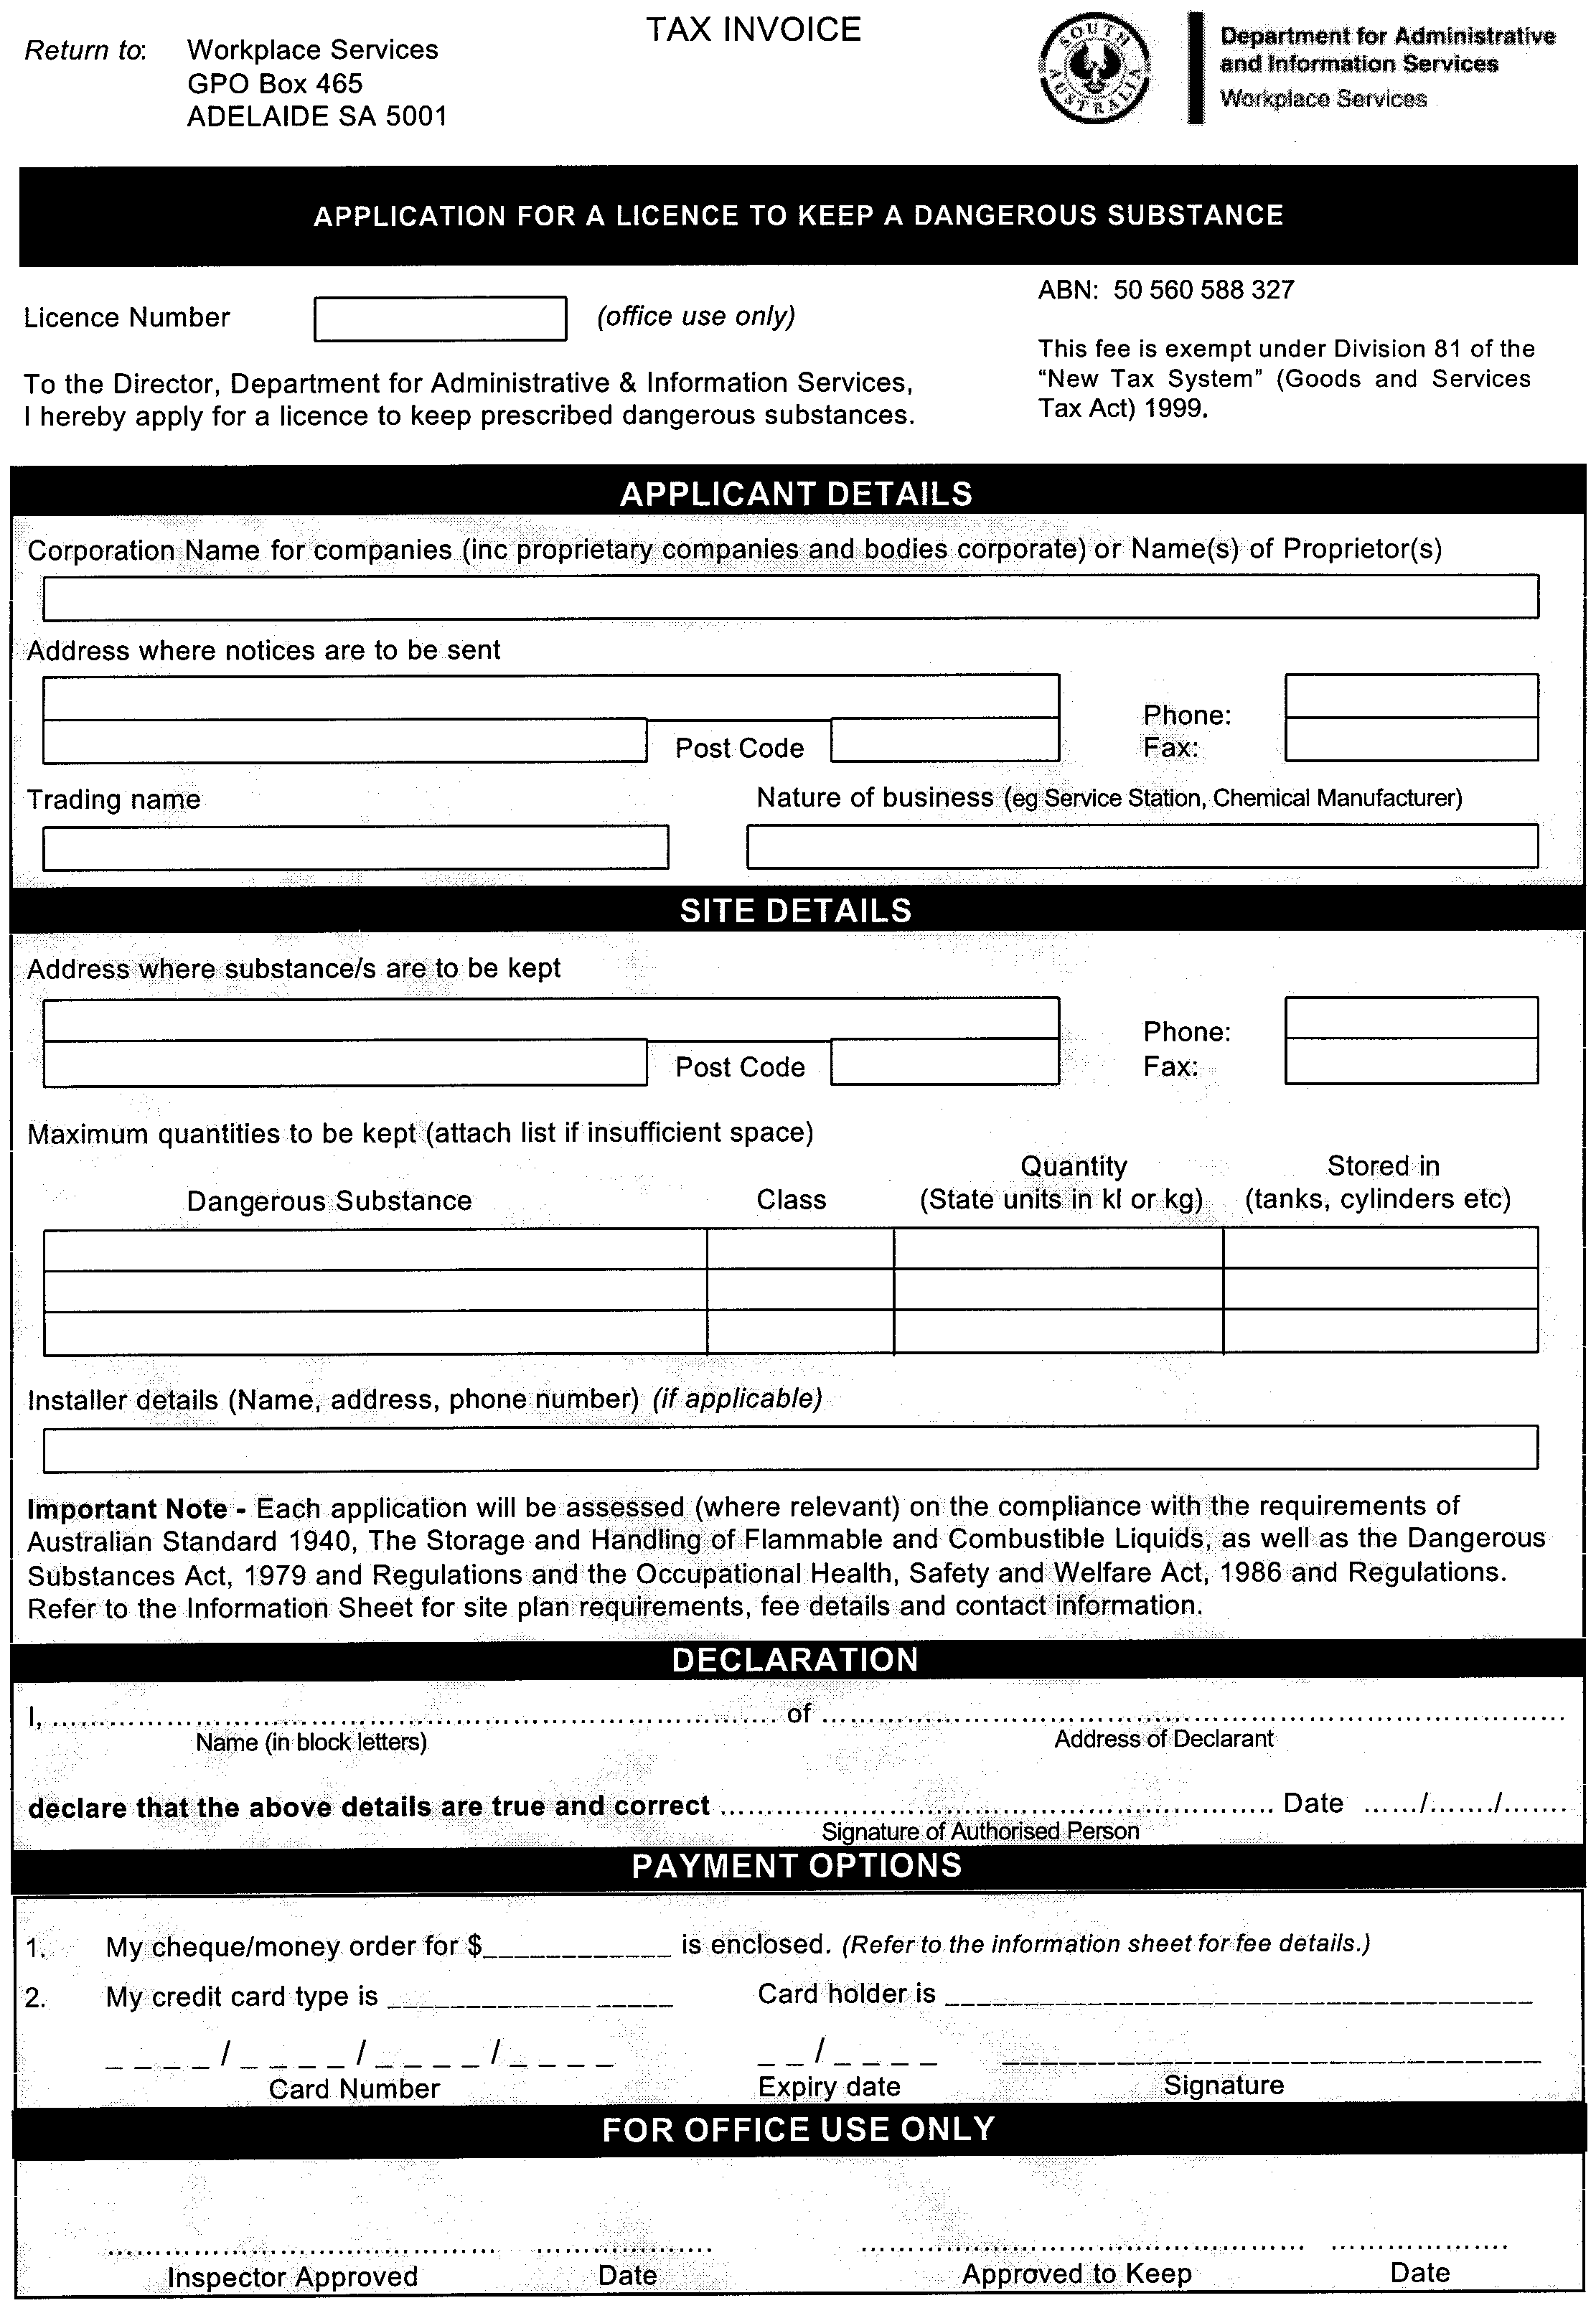 TAX INVOICE
Return to: Workplace Services
GPO Box 465
ADELAIDE SA 5001
SOUTH AUSTRALIA
Department for Administrative
and Information Services
Workplace Services
APPLICATION FOR A LICENCE TO KEEP A DANGEROUS SUBSTANCE
Licence Number (office use only)
To the Director, Department for Administrative & Information Services,
I hereby apply for a licence to keep prescribed dangerous substances.
ABN: 50 560 588 327
This fee is exempt under Division 81 of the
“New Tax System” (Goods and Services
Tax Act) 1999.
APPLICANT DETAILS
Corporation Name for companies (inc proprietary companies and bodies corporate) or Name(s) of Proprietor(s)
Address where notices are to be sent
Phone:
Post Code Fax:
Trading name Nature of business (eg Service Station, Chemical Manufacturer)
SITE DETAILS
Address where substance/s are to be kept
Phone:
Post Code Fax:
Maximum quantities to be kept (attach list if insufficient space)
Quantity Stored in
Dangerous Substance Class (State units in kl or kg) (tanks, cylinders etc)
Installer details (Name, address, phone number) (if applicable)
Important Note - Each application will be assessed (where relevant) on the compliance with the requirements of
Australian Standard 1940, The Storage and Handling of Flammable and Combustible Liquids, as well as the Dangerous
Substances Act, 1979 and Regulations and the Occupational Health, Safety and Welfare Act, 1986 and Regulations.
Refer to the Information Sheet for site plan requirements, fee details and contact information.
DECLARATION
I, .......................................................................... of ..........................................................................
Name (in block letters) Address of Declarant
declare that the above details are true and correct ........................................................ Date ....../......./.......
Signature of Authorised Person
PAYMENT OPTIONS
1. My cheque/money order for $____________ is enclosed. (Refer to the information sheet for fee details.)
2. My credit card type is __________________ Card holder is ______________________________________
_ _ _ _ / _ _ _ _ / _ _ _ _ / _ _ _ _ _ _ / _ _ _ _ ___________________________________
Card Number Expiry date Signature
FOR OFFICE USE ONLY
........................................ .................. ............................................. ..................
Inspector Approved Date Approved to Keep Date